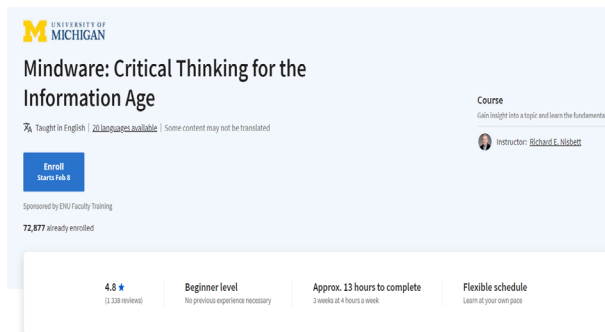 UNIVERSITY OF
MICHIGAN
Mindware: Critical Thinking for the
Information Age
Taught in English | 20 languages available | Some content may not be translated
Enroll
Starts Feb 8
Sponsored by ENU Faculty Training
72,877 already enrolled
Course
Gain insight into a topic and learn the fundamenta
Instructor: Richard E. Nisbett
4.8 ★
(1 338 reviews)
Beginner level
No previous experience necessary
Approx. 13 hours to complete
3 weeks at 4 hours a week
Flexible schedule
Learn at your own pace